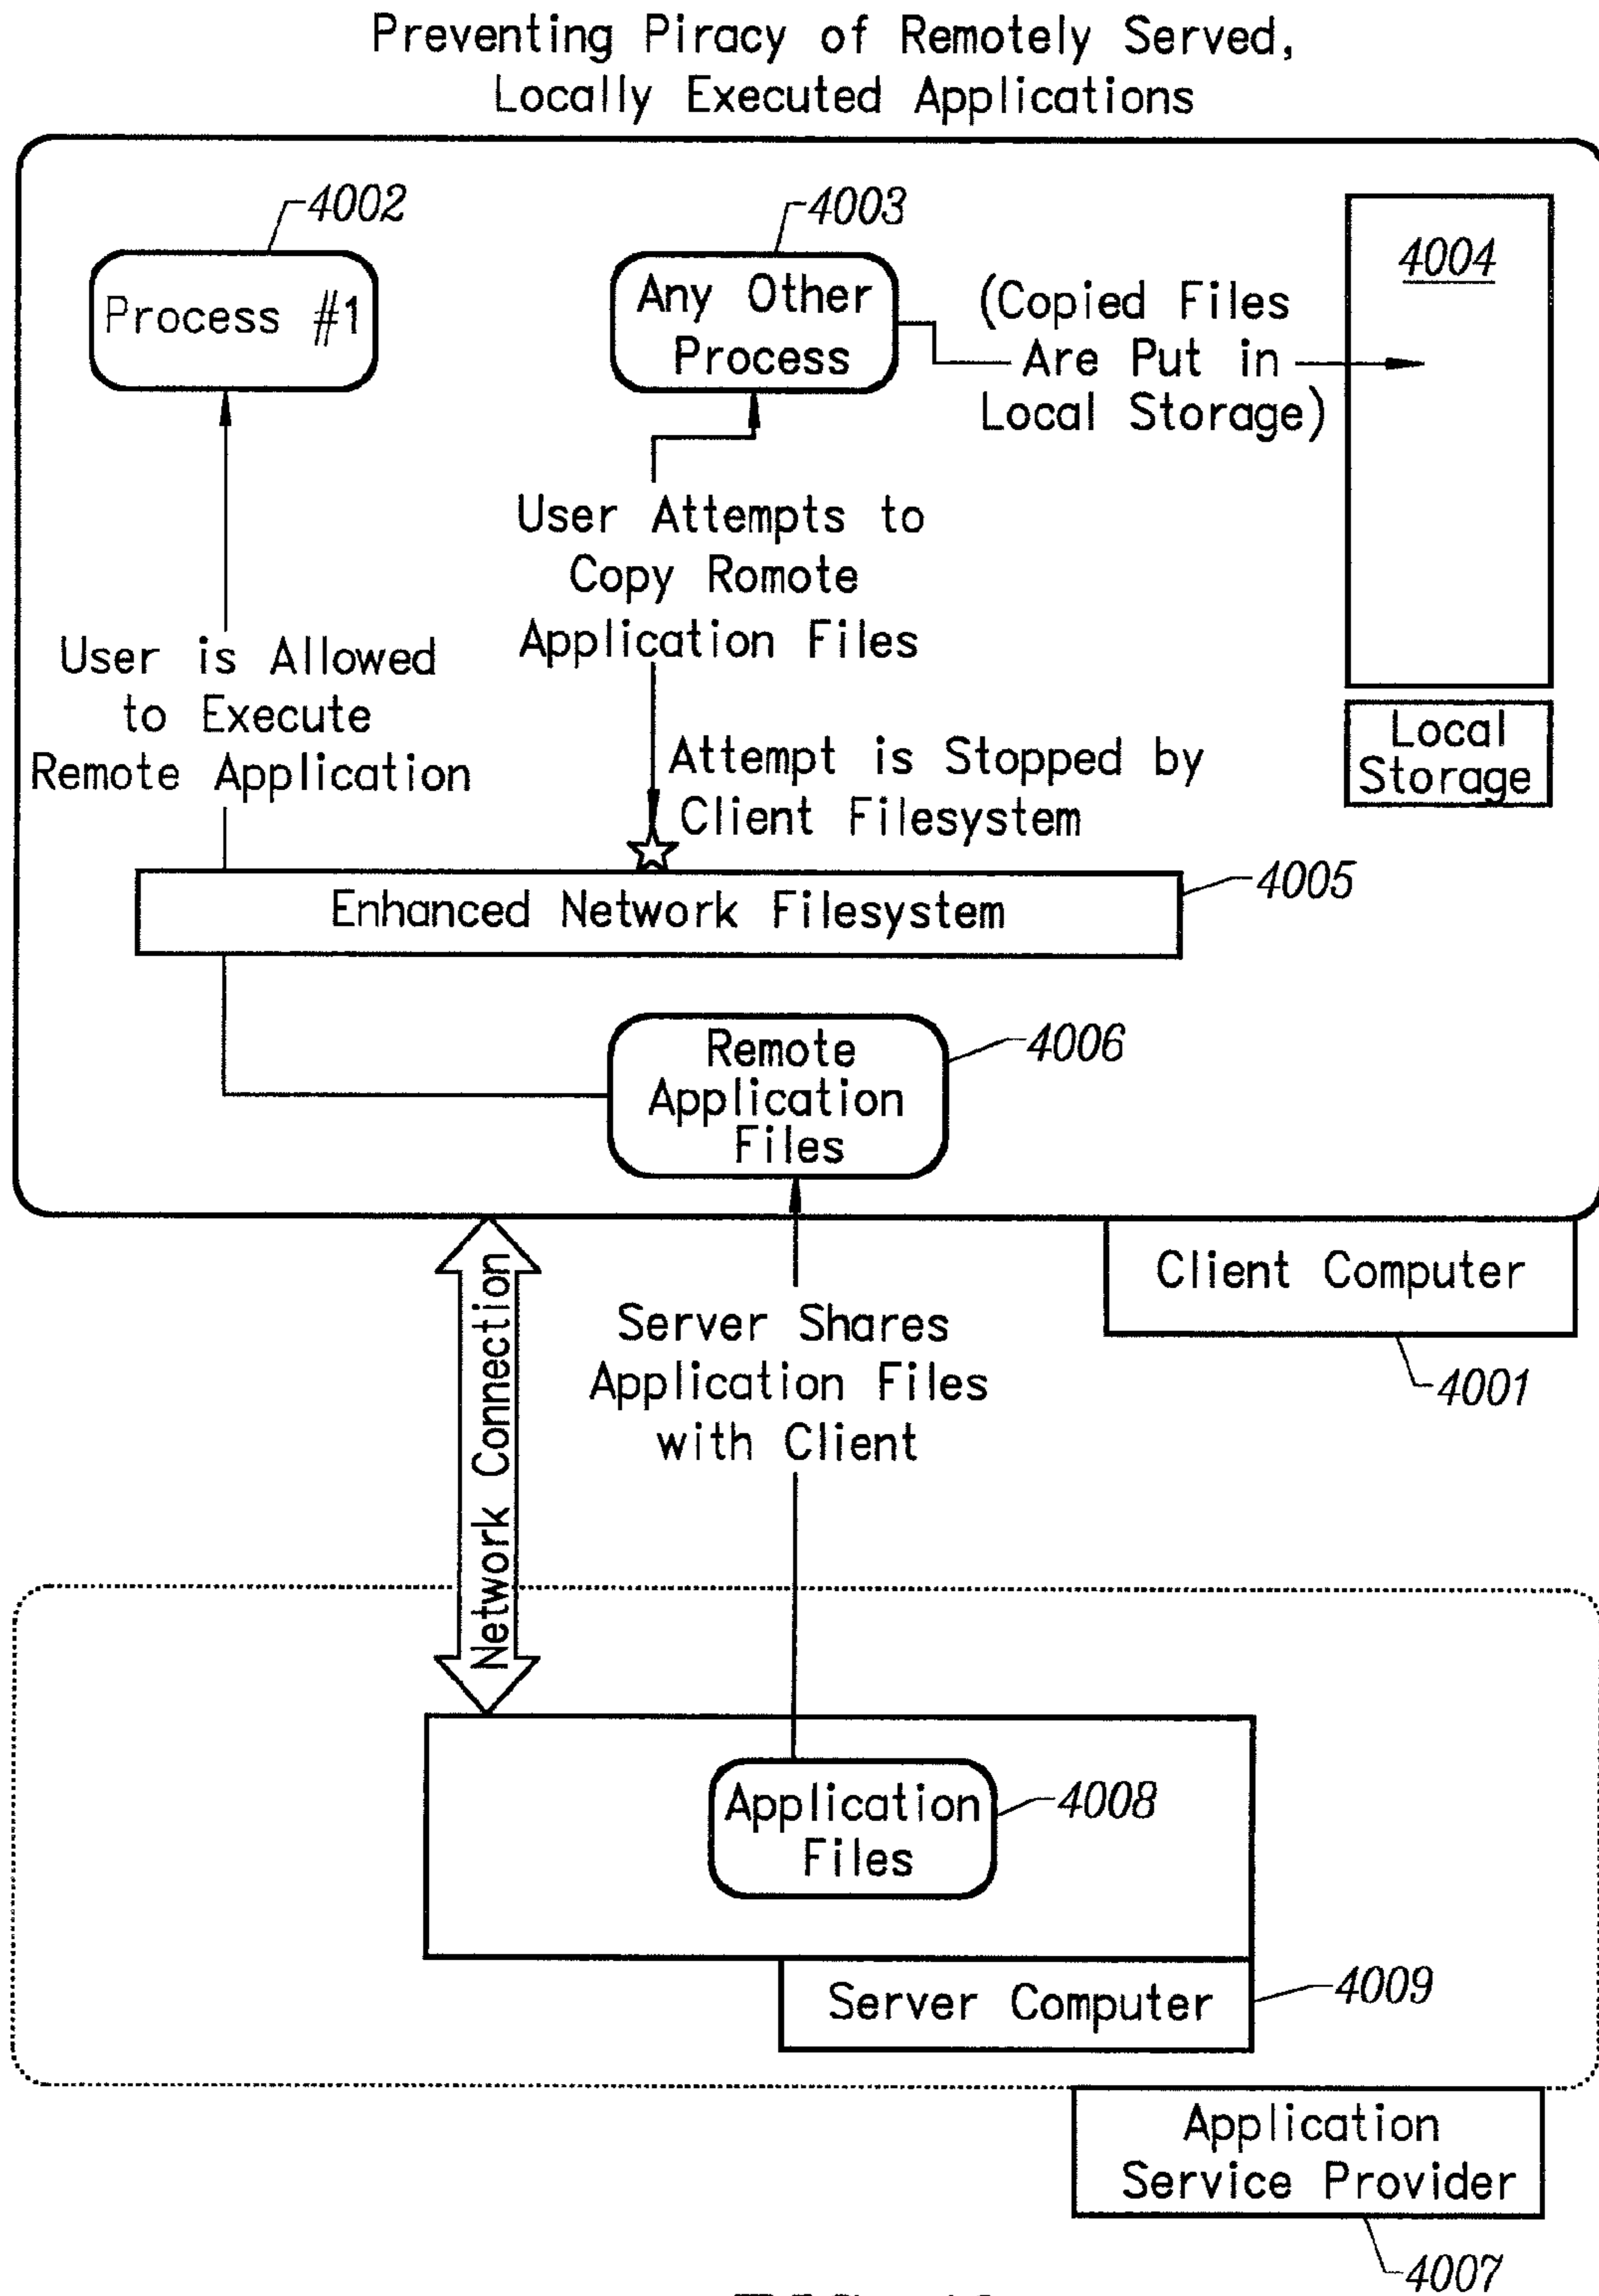 Preventing Piracy of Remotely Served,
Locally Executed Applications
4002
4003
4004
Process #1
Any Other
Process
(Copied Files
Are Put in
Local Storage)
User Attempts to
Copy Romote
Application Files
User is Allowed
to Execute
Remote Application
Local
Storage
Attempt is Stopped by
Client Filesystem
4005
Enhanced Network Filesystem
Remote
Application
Files
4006
Client Computer
4001
Network Connection
Server Shares
Application Files
with Client
Application
Files
4008
Server Computer
4009
Application
Service Provider
4007